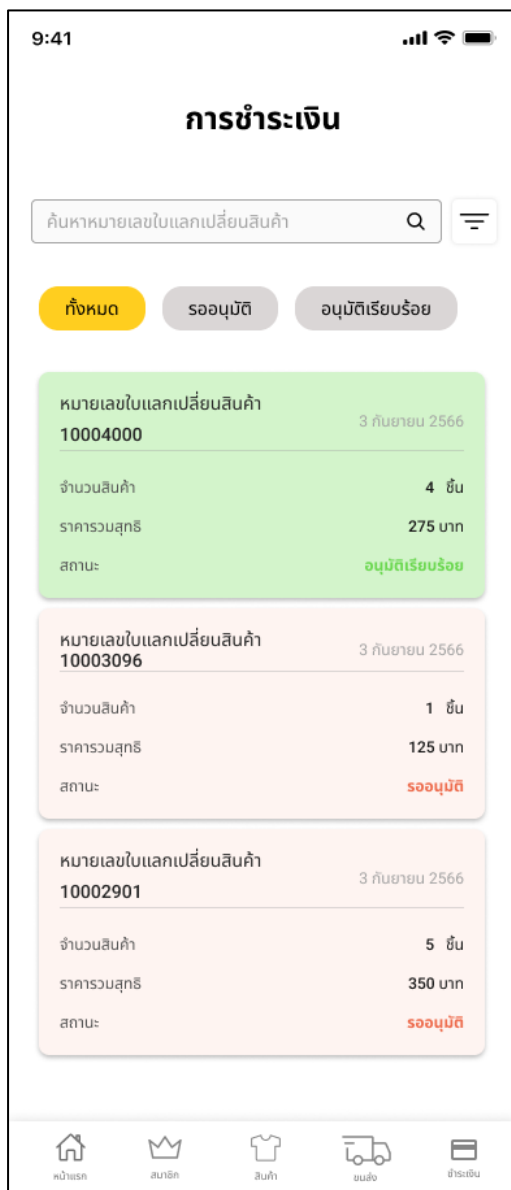 9:41
การชำระเงิน
ค้นหาหมายเลขใบแลกเปลี่ยนสินค้า
ทั้งหมด รออนุมัติ อนุมัติเรียบร้อย
หมายเลขใบแลกเปลี่ยนสินค้า
10004000
3 กันยายน 2566
จำนวนสินค้า 4 ชิ้น
ราคารวมสุทธิ 275 บาท
สถานะ อนุมัติเรียบร้อย
หมายเลขใบแลกเปลี่ยนสินค้า
10003096
3 กันยายน 2566
จำนวนสินค้า 1 ชิ้น
ราคารวมสุทธิ 125 บาท
สถานะ รออนุมัติ
หมายเลขใบแลกเปลี่ยนสินค้า
10002901
3 กันยายน 2566
จำนวนสินค้า 5 ชิ้น
ราคารวมสุทธิ 350 บาท
สถานะ รออนุมัติ
หน้าแรก สมาชิก สินค้า ขนส่ง ชำระเงิน